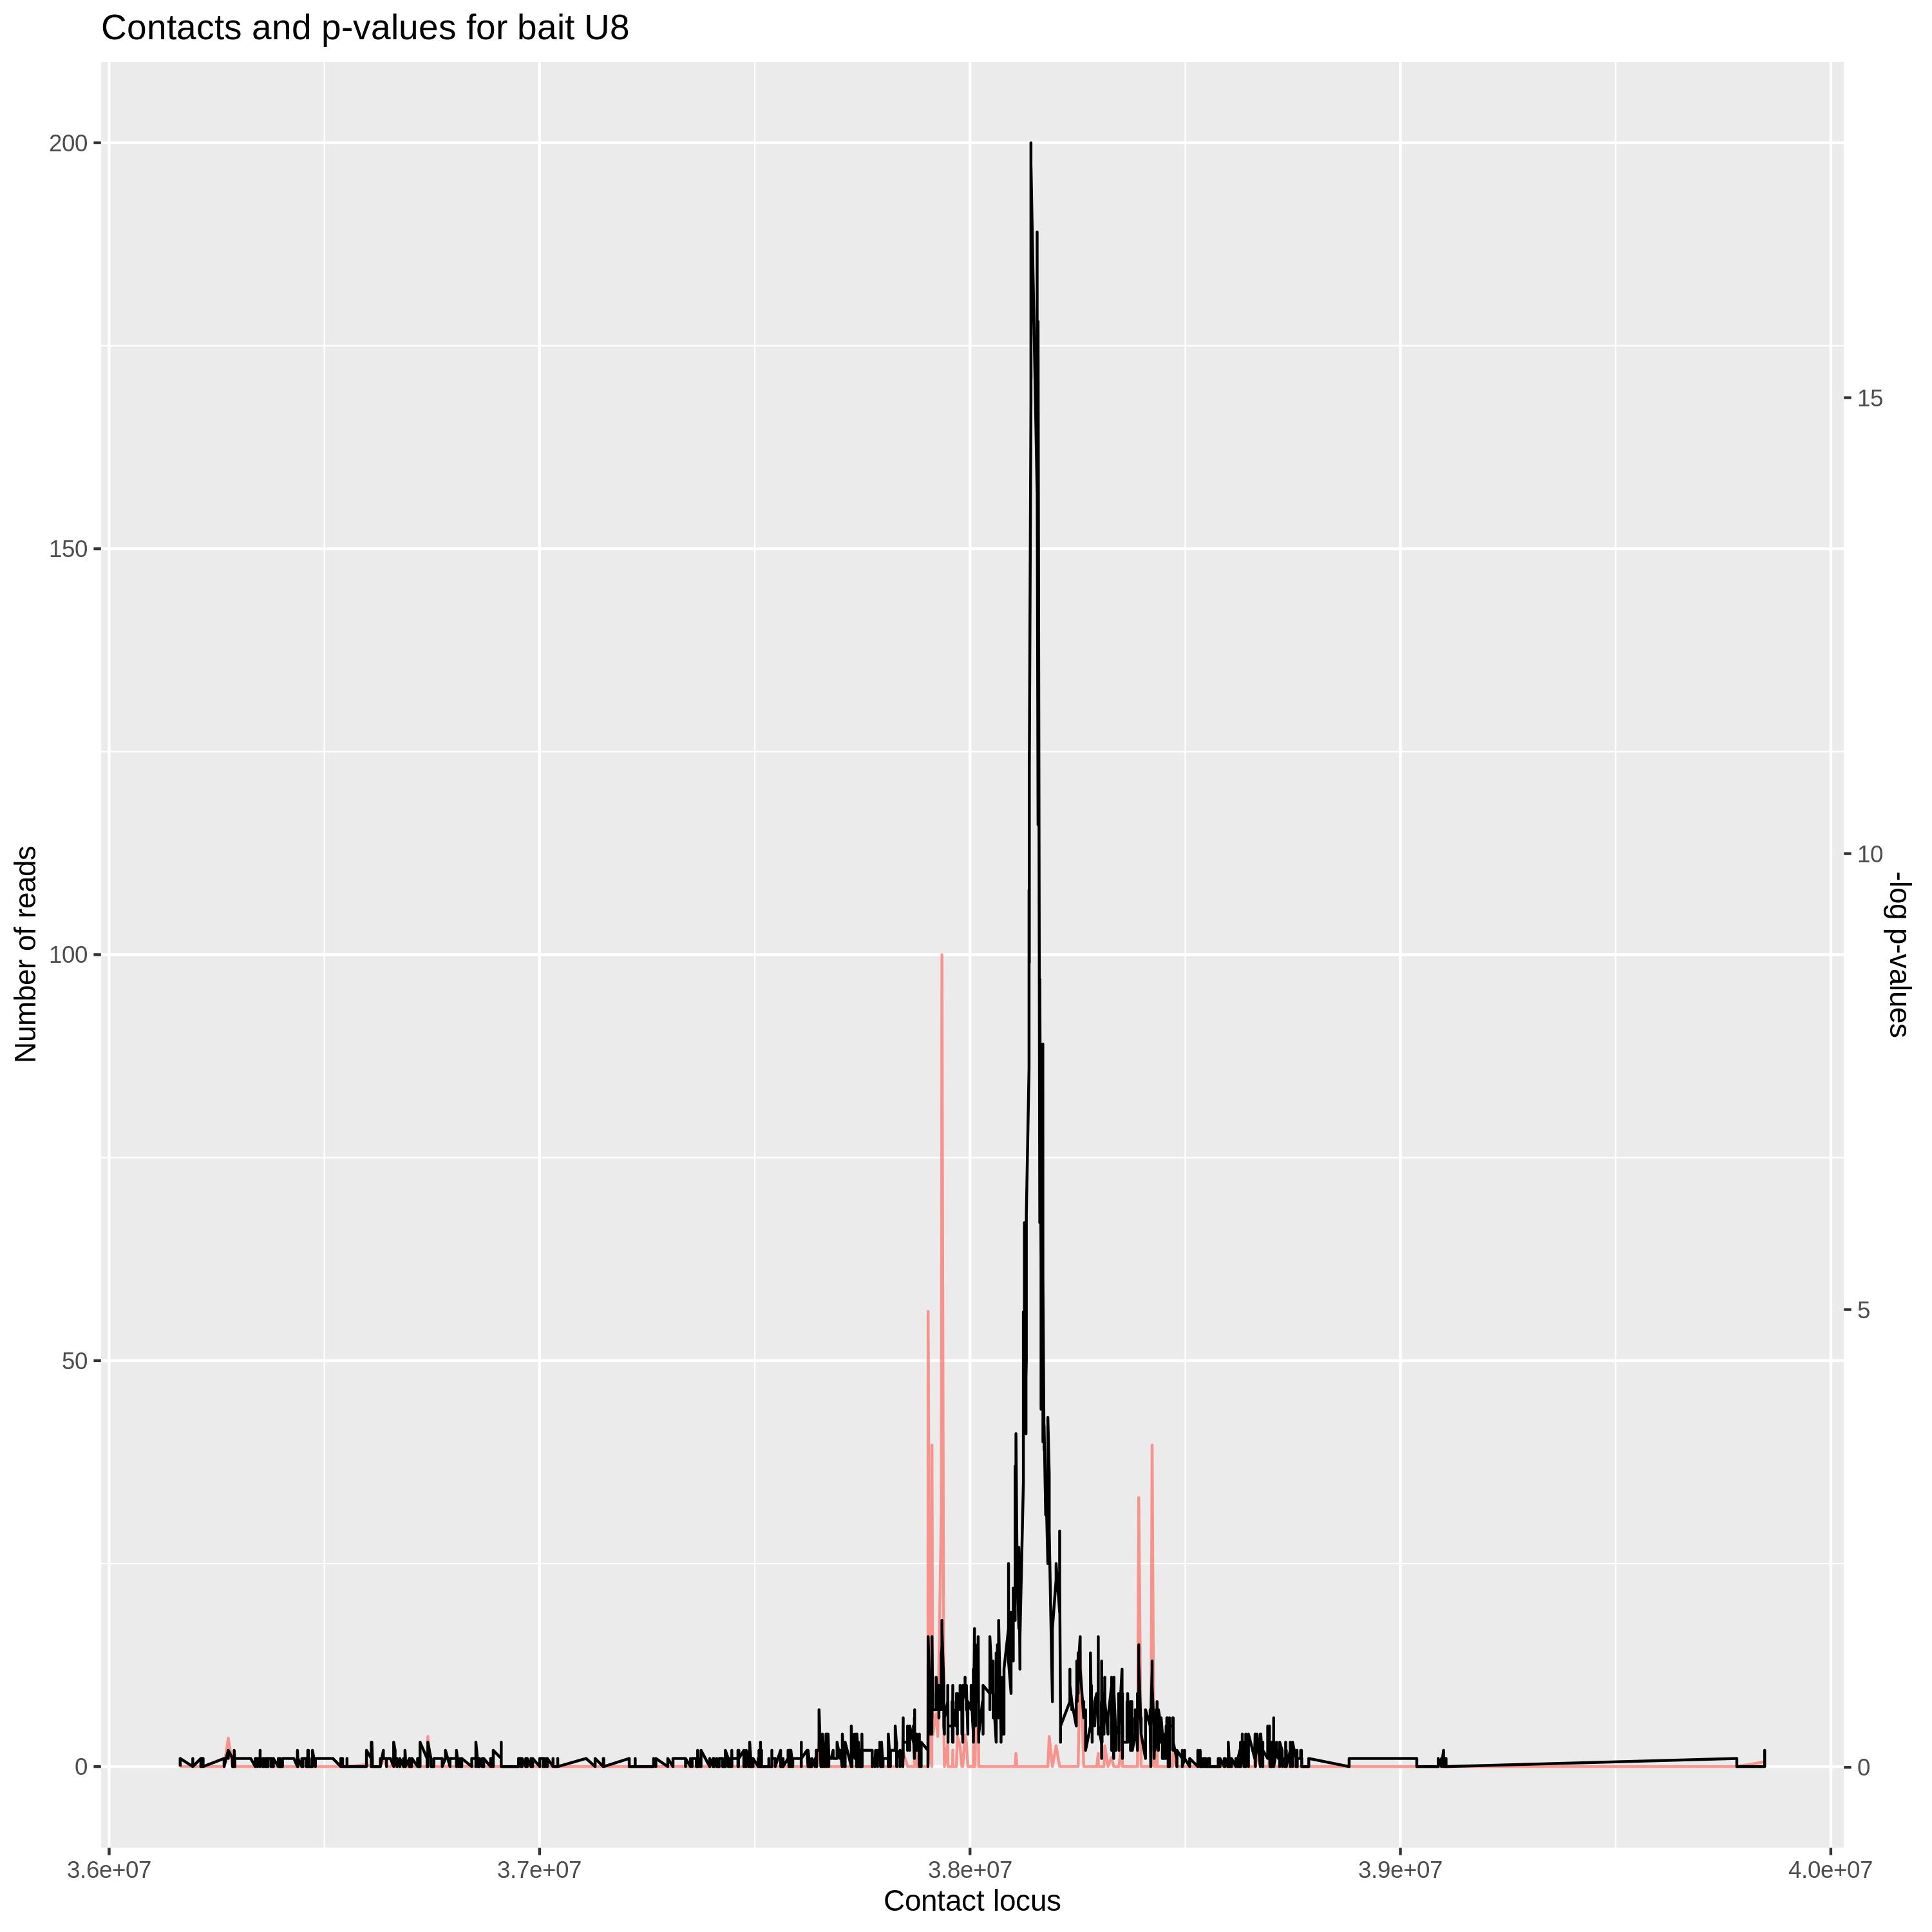 Contacts and p-values for bait U8
200
150
100
50
0
Number of reads
15
10
5
0
-log p-values
3.6e+07
3.7e+07
3.8e+07
3.9e+07
4.0e+07
Contact locus